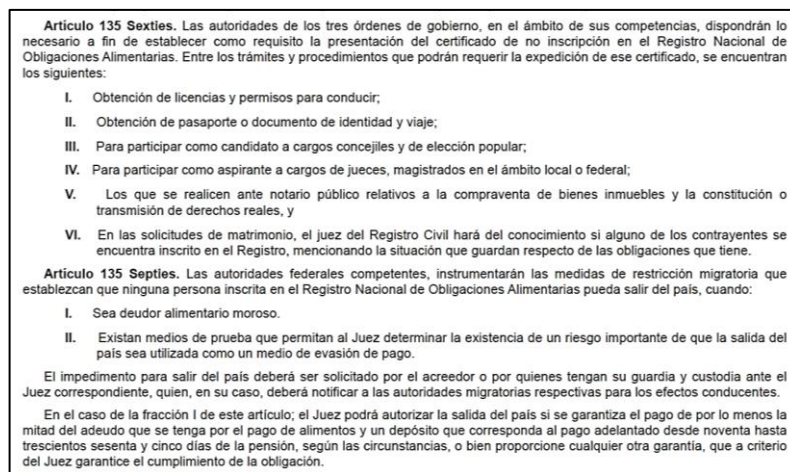 Artículo 135 Sexties. Las autoridades de los tres órdenes de gobierno, en el ámbito de sus competencias, dispondrán lo
necesario a fin de establecer como requisito la presentación del certificado de no inscripción en el Registro Nacional de
Obligaciones Alimentarias. Entre los trámites y procedimientos que podrán requerir la expedición de ese certificado, se encuentran
los siguientes:
I. Obtención de licencias y permisos para conducir;
II. Obtención de pasaporte o documento de identidad y viaje;
III. Para participar como candidato a cargos concejiles y de elección popular;
IV. Para participar como aspirante a cargos de jueces, magistrados en el ámbito local o federal;
V. Los que se realicen ante notario público relativos a la compraventa de bienes inmuebles y la constitución o
transmisión de derechos reales, y
VI. En las solicitudes de matrimonio, el juez del Registro Civil hará del conocimiento si alguno de los contrayentes se
encuentra inscrito en el Registro, mencionando la situación que guardan respecto de las obligaciones que tiene.
Artículo 135 Septies. Las autoridades federales competentes, instrumentarán las medidas de restricción migratoria que
establezcan que ninguna persona inscrita en el Registro Nacional de Obligaciones Alimentarias pueda salir del país, cuando:
I. Sea deudor alimentario moroso.
II. Existan medios de prueba que permitan al Juez determinar la existencia de un riesgo importante de que la salida del
país sea utilizada como un medio de evasión de pago.
El impedimento para salir del país deberá ser solicitado por el acreedor o por quienes tengan su guardia y custodia ante el
Juez correspondiente, quien, en su caso, deberá notificar a las autoridades migratorias respectivas para los efectos conducentes.
En el caso de la fracción I de este artículo; el Juez podrá autorizar la salida del país si se garantiza el pago de por lo menos la
mitad del adeudo que se tenga por el pago de alimentos y un depósito que corresponda al pago adelantado desde noventa hasta
trescientos sesenta y cinco días de la pensión, según las circunstancias, o bien proporcione cualquier otra garantía, que a criterio
del Juez garantice el cumplimiento de la obligación.